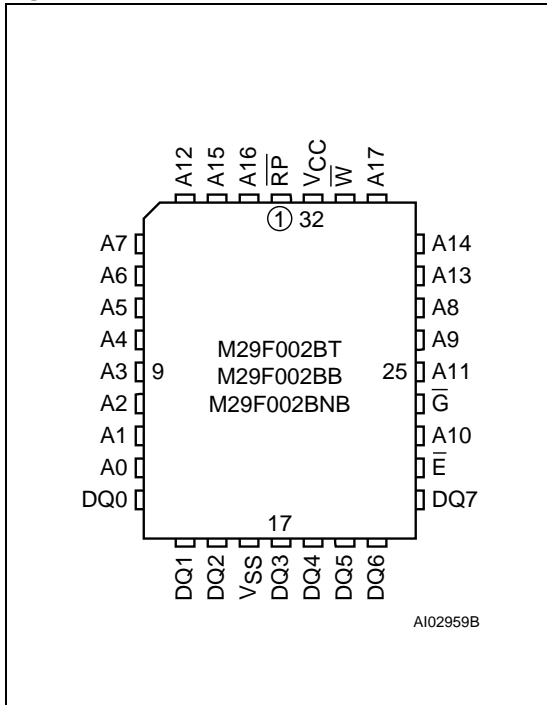 A12 A15 A16 R̅P̅ VCC W̅ A17
1 32
A7 A14
A6 A13
A5 A8
A4 A9
M29F002BT
A3 9 M29F002BB 25 A11
M29F002BNB
A2 G̅
A1 A10
A0 E̅
DQ0 DQ7
17
DQ1 DQ2 VSS DQ3 DQ4 DQ5 DQ6
AI02959B